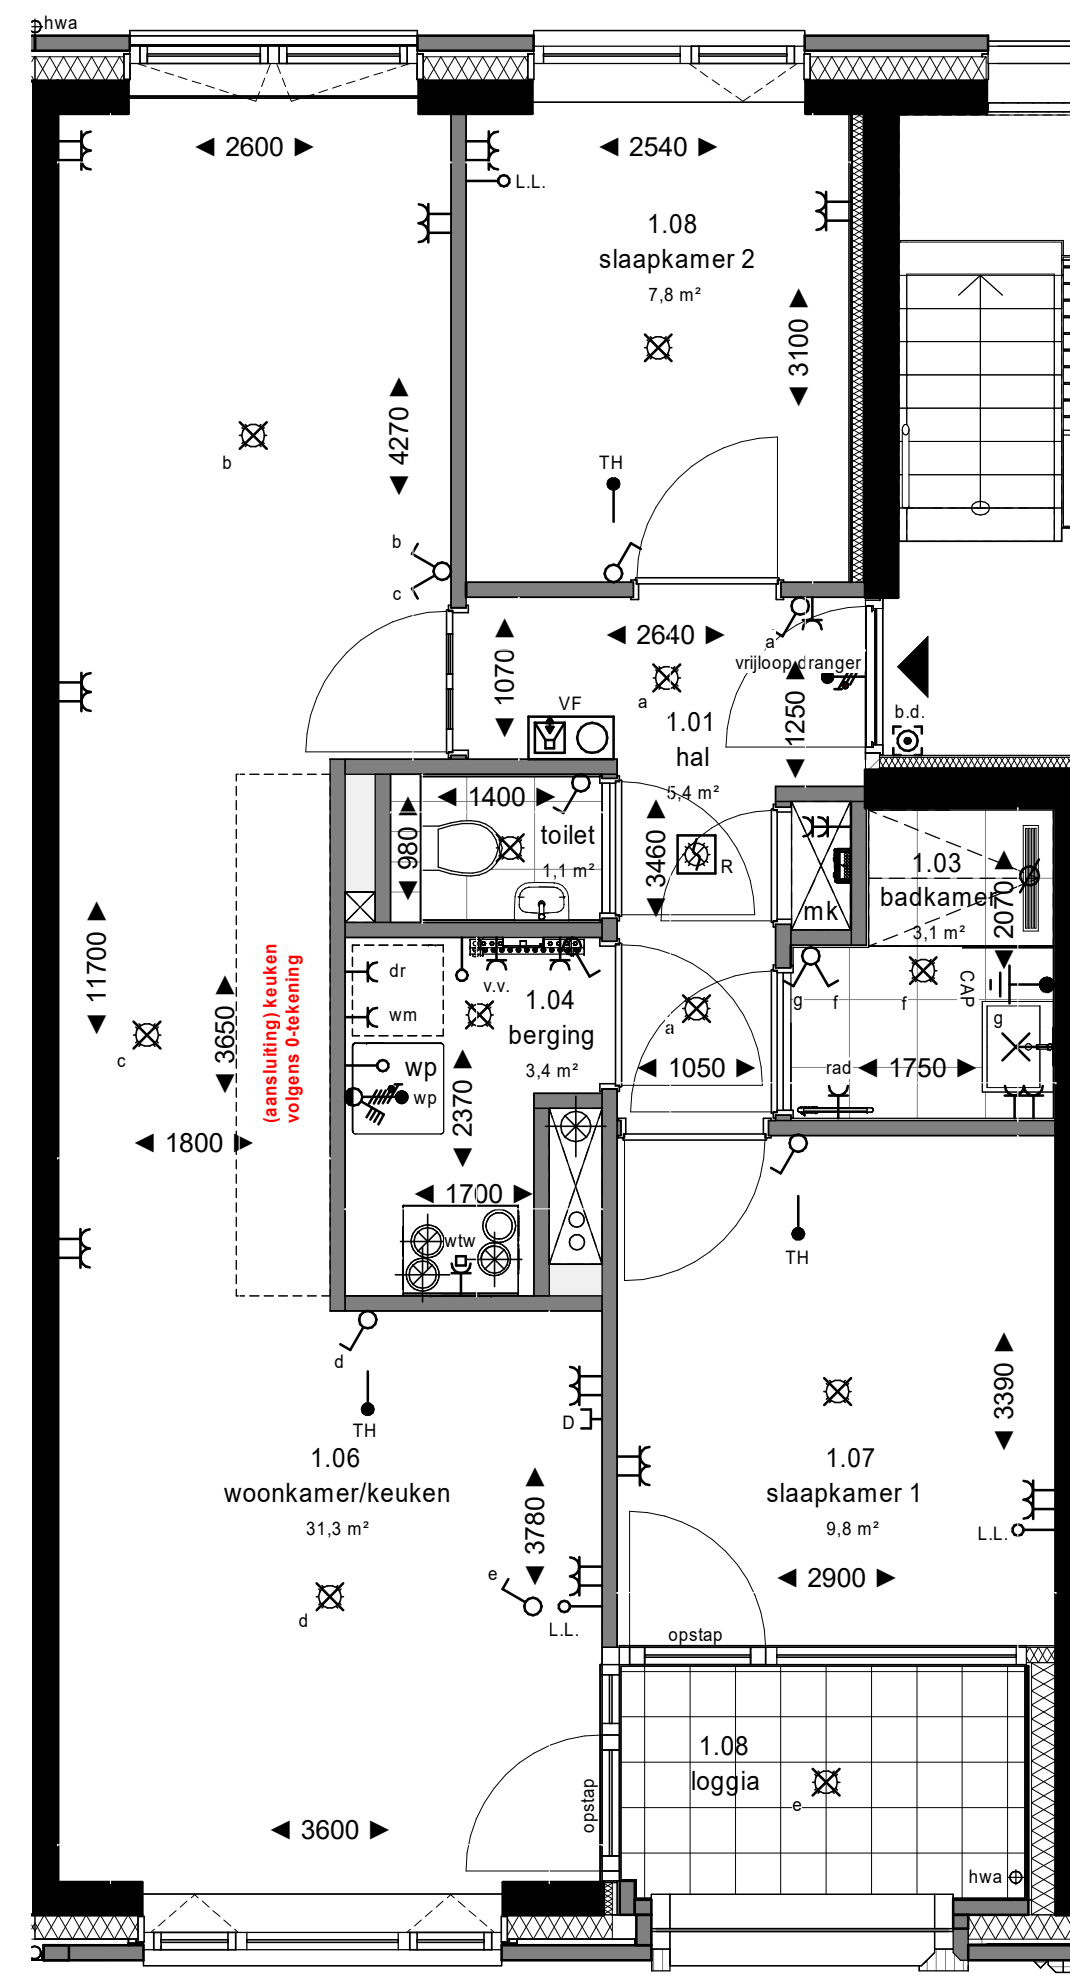 hwa
2600
2540
L.L.
1.08
slaapkamer 2
7,8 m²
3100
4270
b
TH
b
c
2640
a
vrijloop dranger
1070
a
1250
VF
1.01
hal
5,4 m²
b.d.
1400
980
toilet
1,1 m²
3460
R
mk
1.03
badkamer
3,1 m²
2070
11700
3650
(aansluiting) keuken
volgens 0-tekening
c
1800
dr
wm
v.v.
1.04
berging
3,4 m²
wp
wp
2370
1700
wtw
a
1050
g
f
f
CAP
g
rad
1750
TH
d
TH
D
1.06
woonkamer/keuken
31,3 m²
3780
e
L.L.
d
3390
1.07
slaapkamer 1
9,8 m²
L.L.
2900
opstap
1.08
loggia
e
opstap
3600
hwa